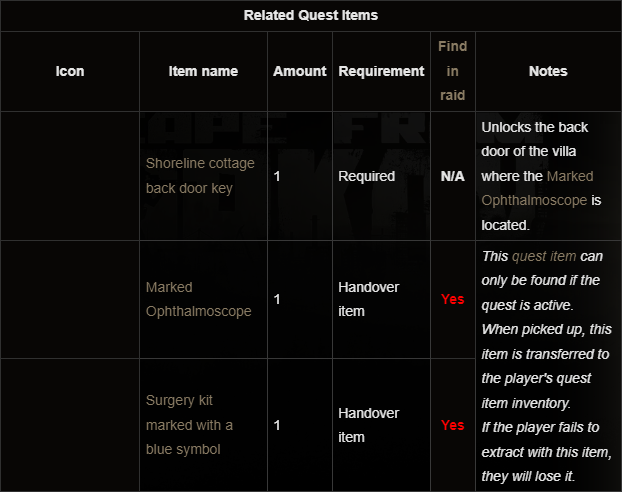 Related Quest Items
Icon
Item name
Amount
Requirement
Find
in
raid
Notes
Shoreline cottage
back door key
1
Required
N/A
Unlocks the back
door of the villa
where the Marked
Ophthalmoscope is
located.
Marked
Ophthalmoscope
1
Handover
item
Yes
This quest item can
only be found if the
quest is active.
When picked up, this
item is transferred to
the player's quest
item inventory.
If the player fails to
extract with this item,
they will lose it.
Surgery kit
marked with a
blue symbol
1
Handover
item
Yes